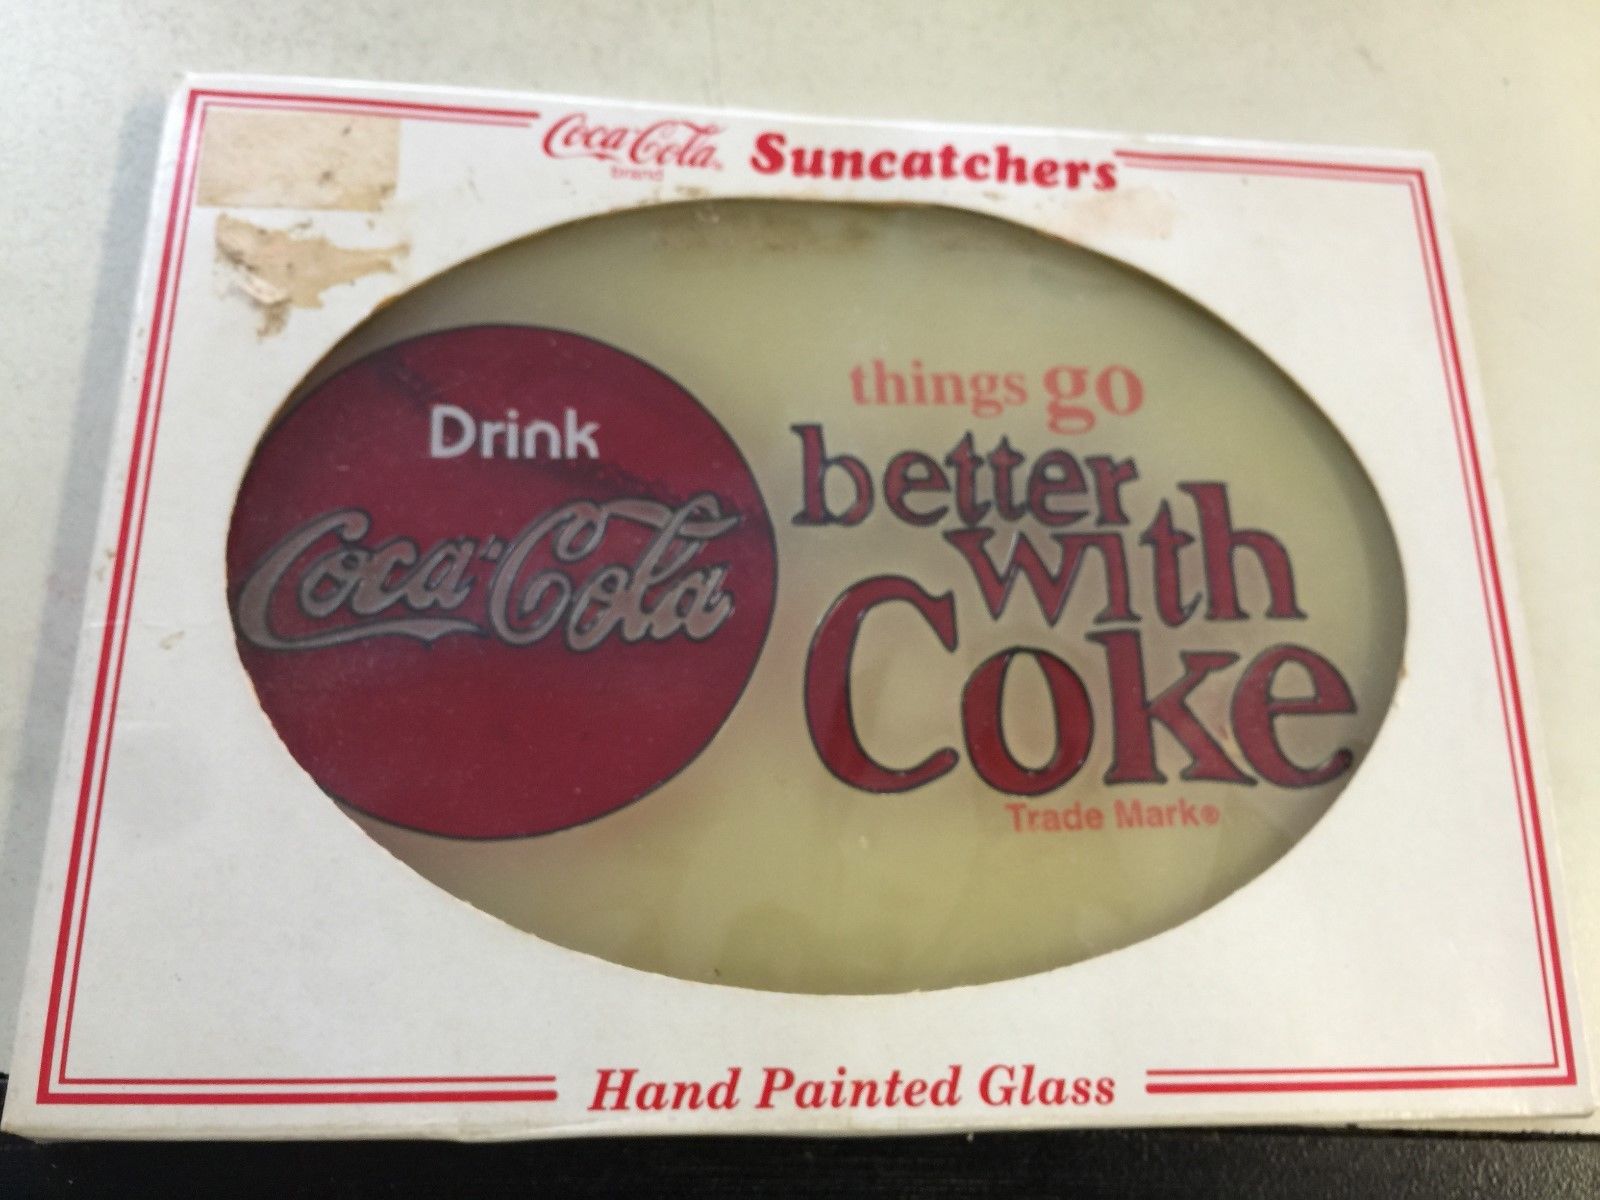 Coca-Cola® Suncatchers
brand
Drink
Coca-Cola
things go
better
with
Coke
Trade Mark®
Hand Painted Glass